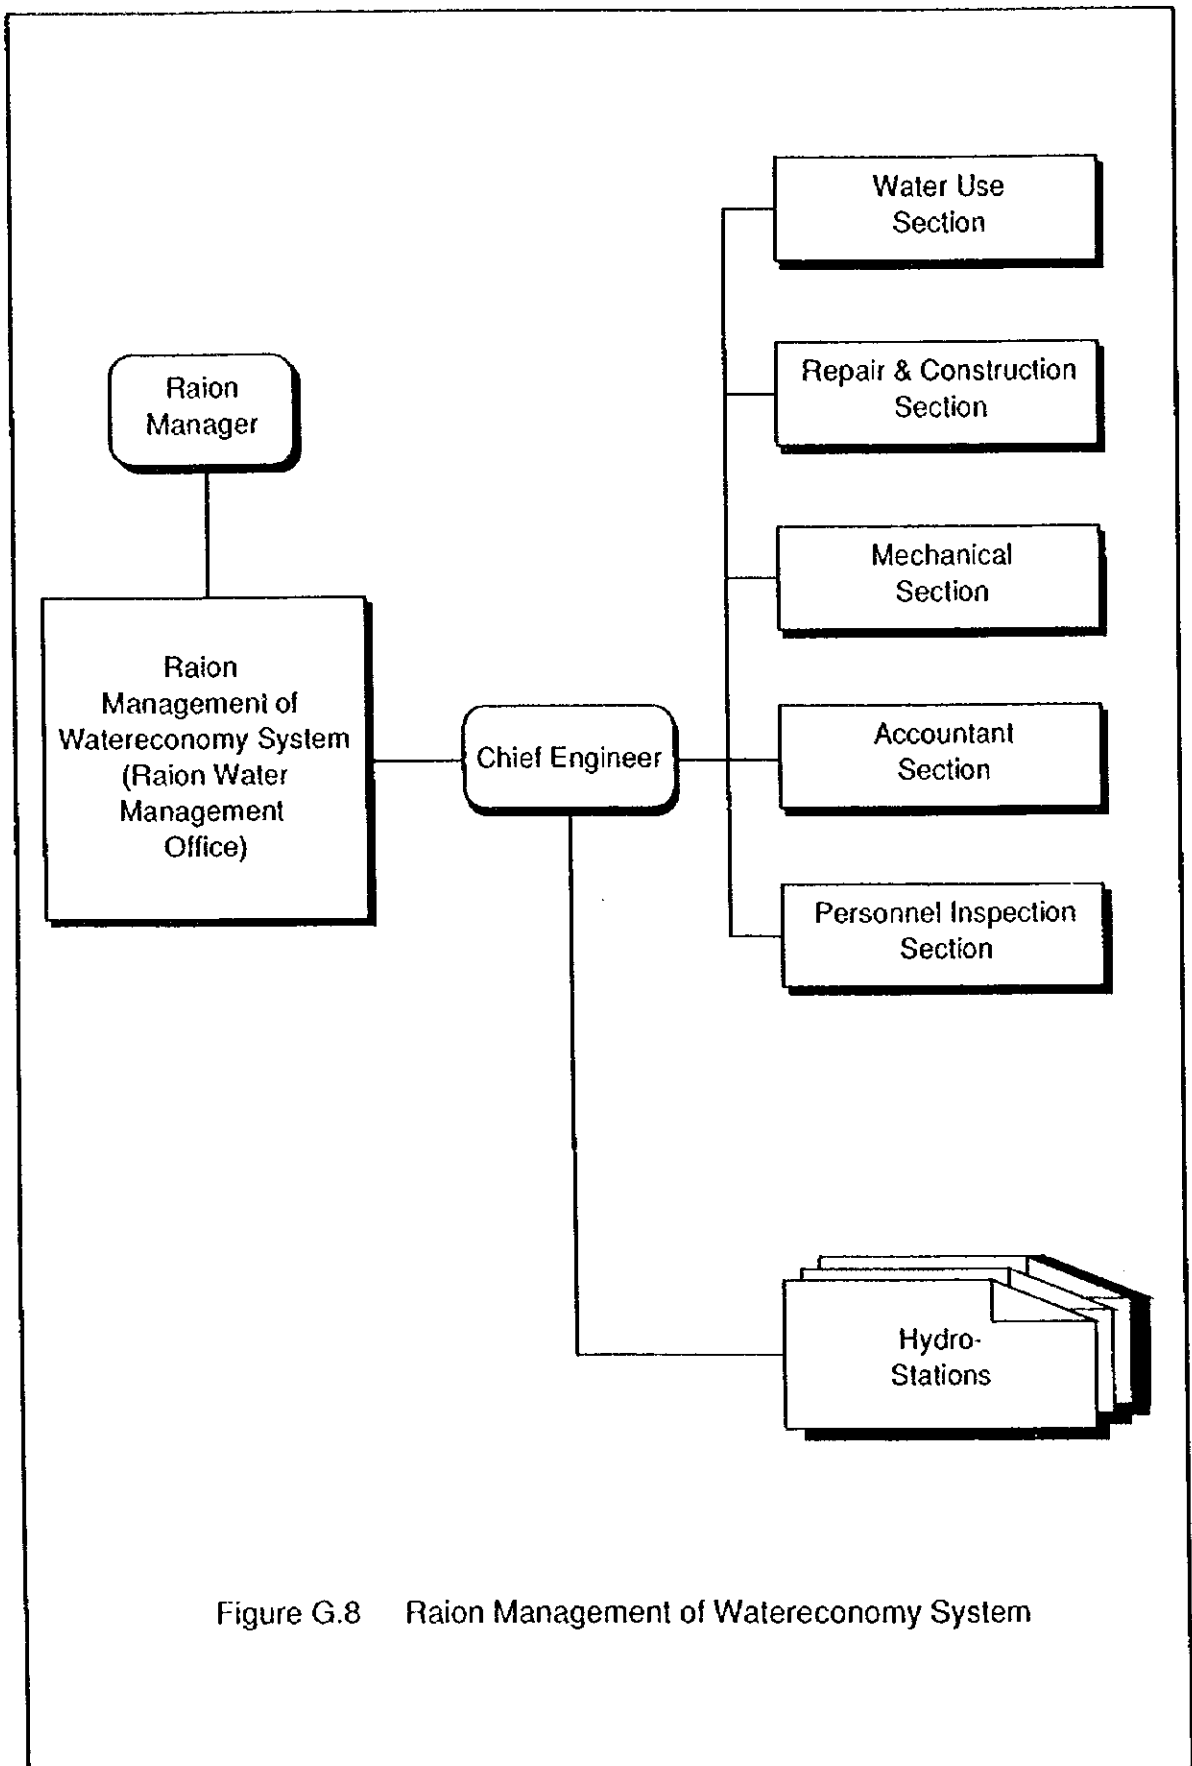 Water Use
Section
Repair & Construction
Section
Raion
Manager
Mechanical
Section
Raion
Management of
Watereconomy System
(Raion Water
Management
Office)
Chief Engineer
Accountant
Section
Personnel Inspection
Section
Hydro-
Stations
Figure G.8 Raion Management of Watereconomy System